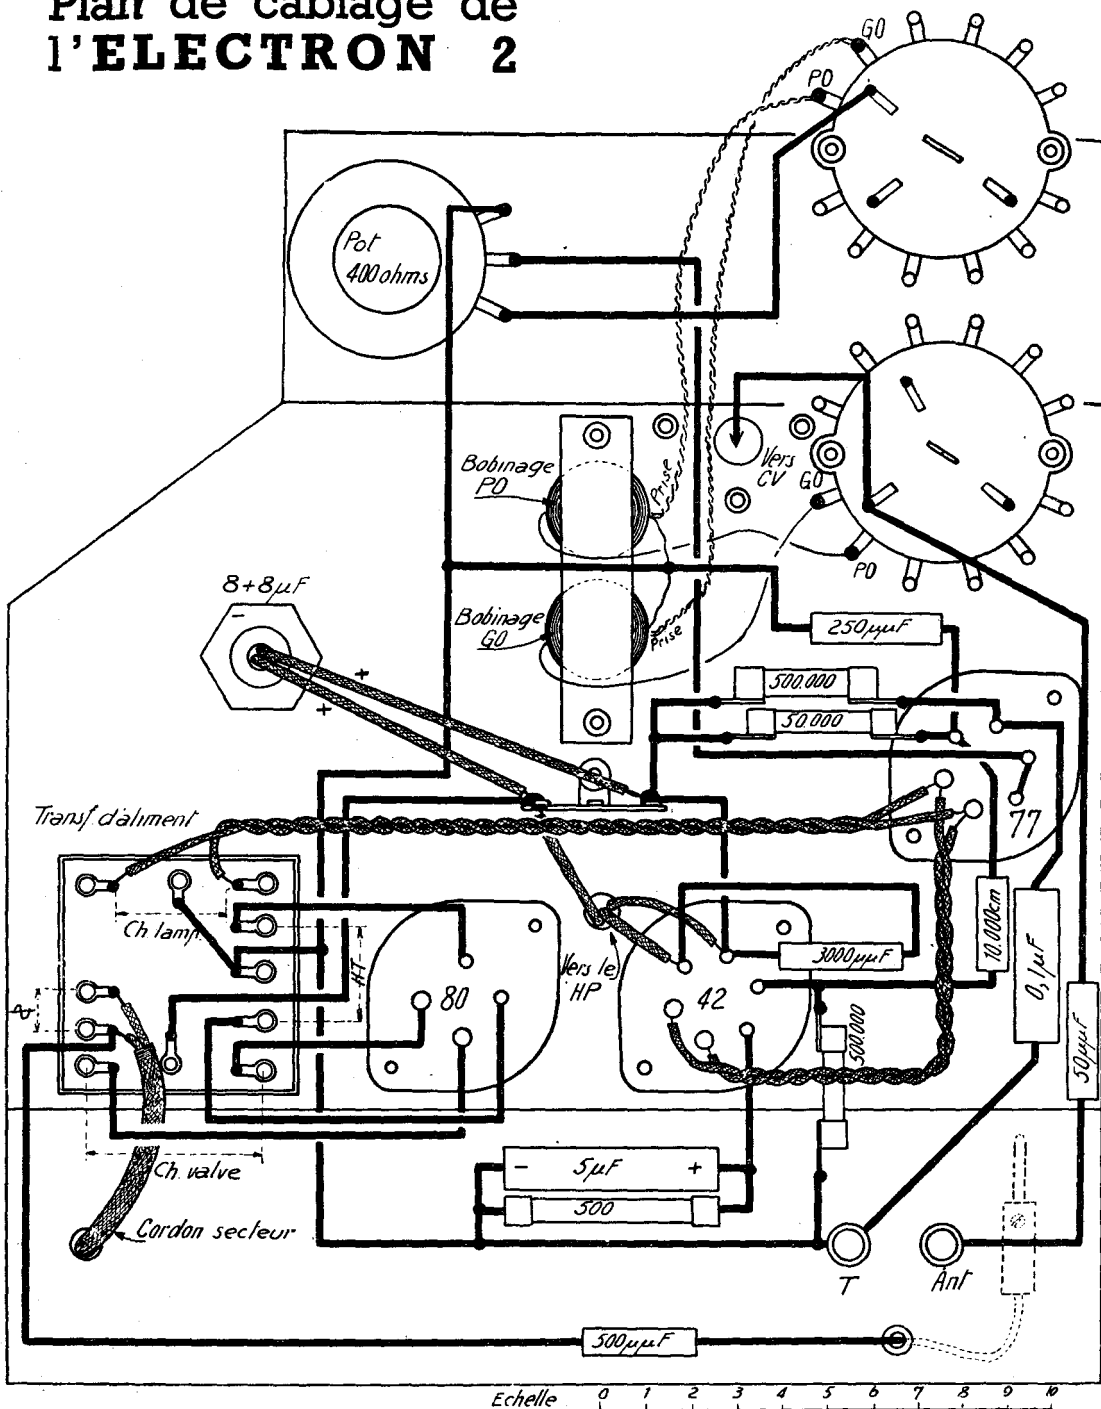 Plan de cablage de
l'ELECTRON 2
GO
PO
Pot
400 ohms
Bobinage
PO
Prise
Vers
CV
GO
PO
8+8µF
-
+
+
Bobinage
GO
Prise
250µµF
500.000
50.000
77
Transf d'aliment
Ch. lamp.
HT
80
Vers le
HP
42
3000µµF
10.000cm
0,1µF
50µµF
500.000
Ch. valve
Cordon secteur
- 5µF +
500
T
Ant
500µµF
Echelle 0 1 2 3 4 5 6 7 8 9 10